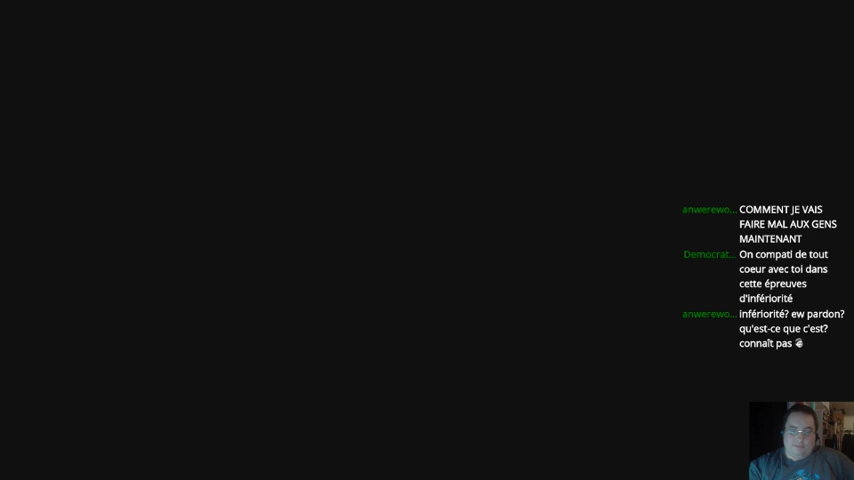 anwerewo... COMMENT JE VAIS
FAIRE MAL AUX GENS
MAINTENANT
Democrat... On compati de tout
coeur avec toi dans
cette épreuves
d'infériorité
anwerewo... infériorité? ew pardon?
qu'est-ce que c'est?
connaît pas